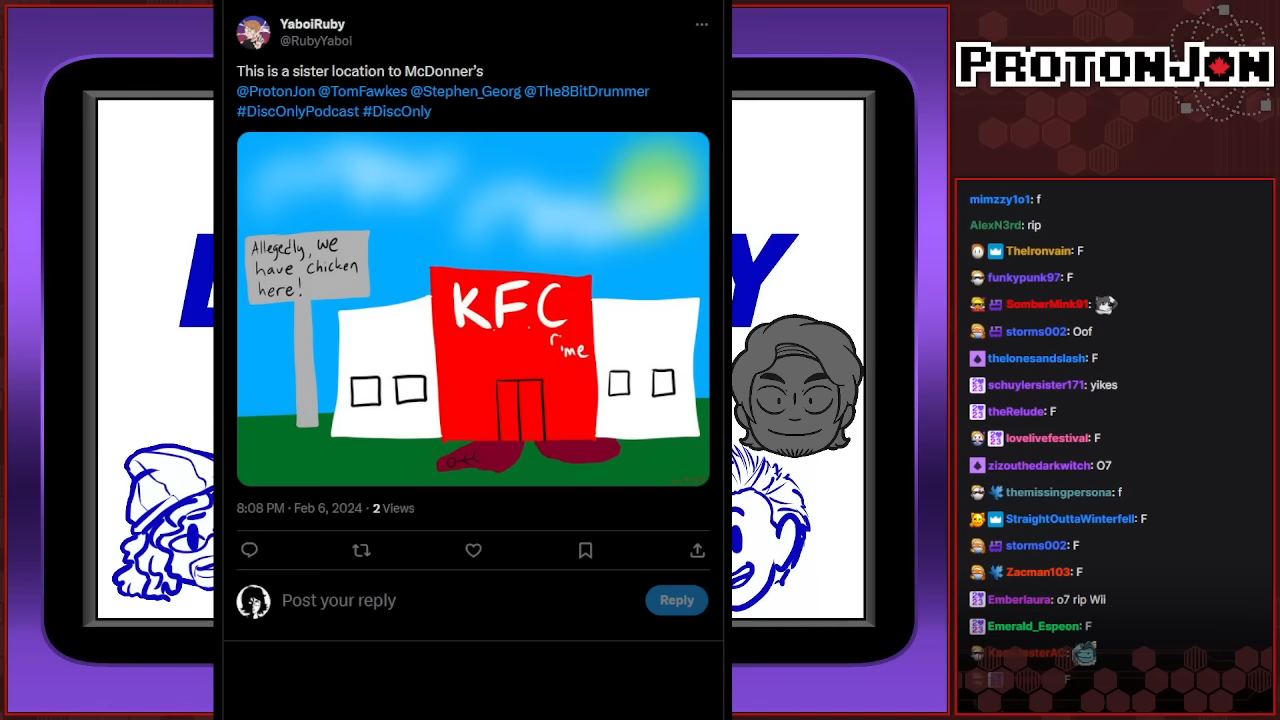 YaboiRuby
@RubyYaboi
This is a sister location to McDonner's
@ProtonJon @TomFawkes @Stephen_Georg @The8BitDrummer
#DiscOnlyPodcast #DiscOnly
Allegedly, we
have chicken
here!
K.F.C
rime
8:08 PM · Feb 6, 2024 · 2 Views
Post your reply
Reply
Y
PROTONJON
mimzzy1o1: f
AlexN3rd: rip
TheIronvain: F
funkypunk97: F
SomberMink91:
storms002: Oof
thelonesandslash: F
schuylersister171: yikes
theRelude: F
lovelivefestival: F
zizouthedarkwitch: O7
themissingpersona: f
StraightOuttaWinterfell: F
storms002: F
Zacman103: F
Emberlaura: o7 rip Wii
Emerald_Espeon: F
F